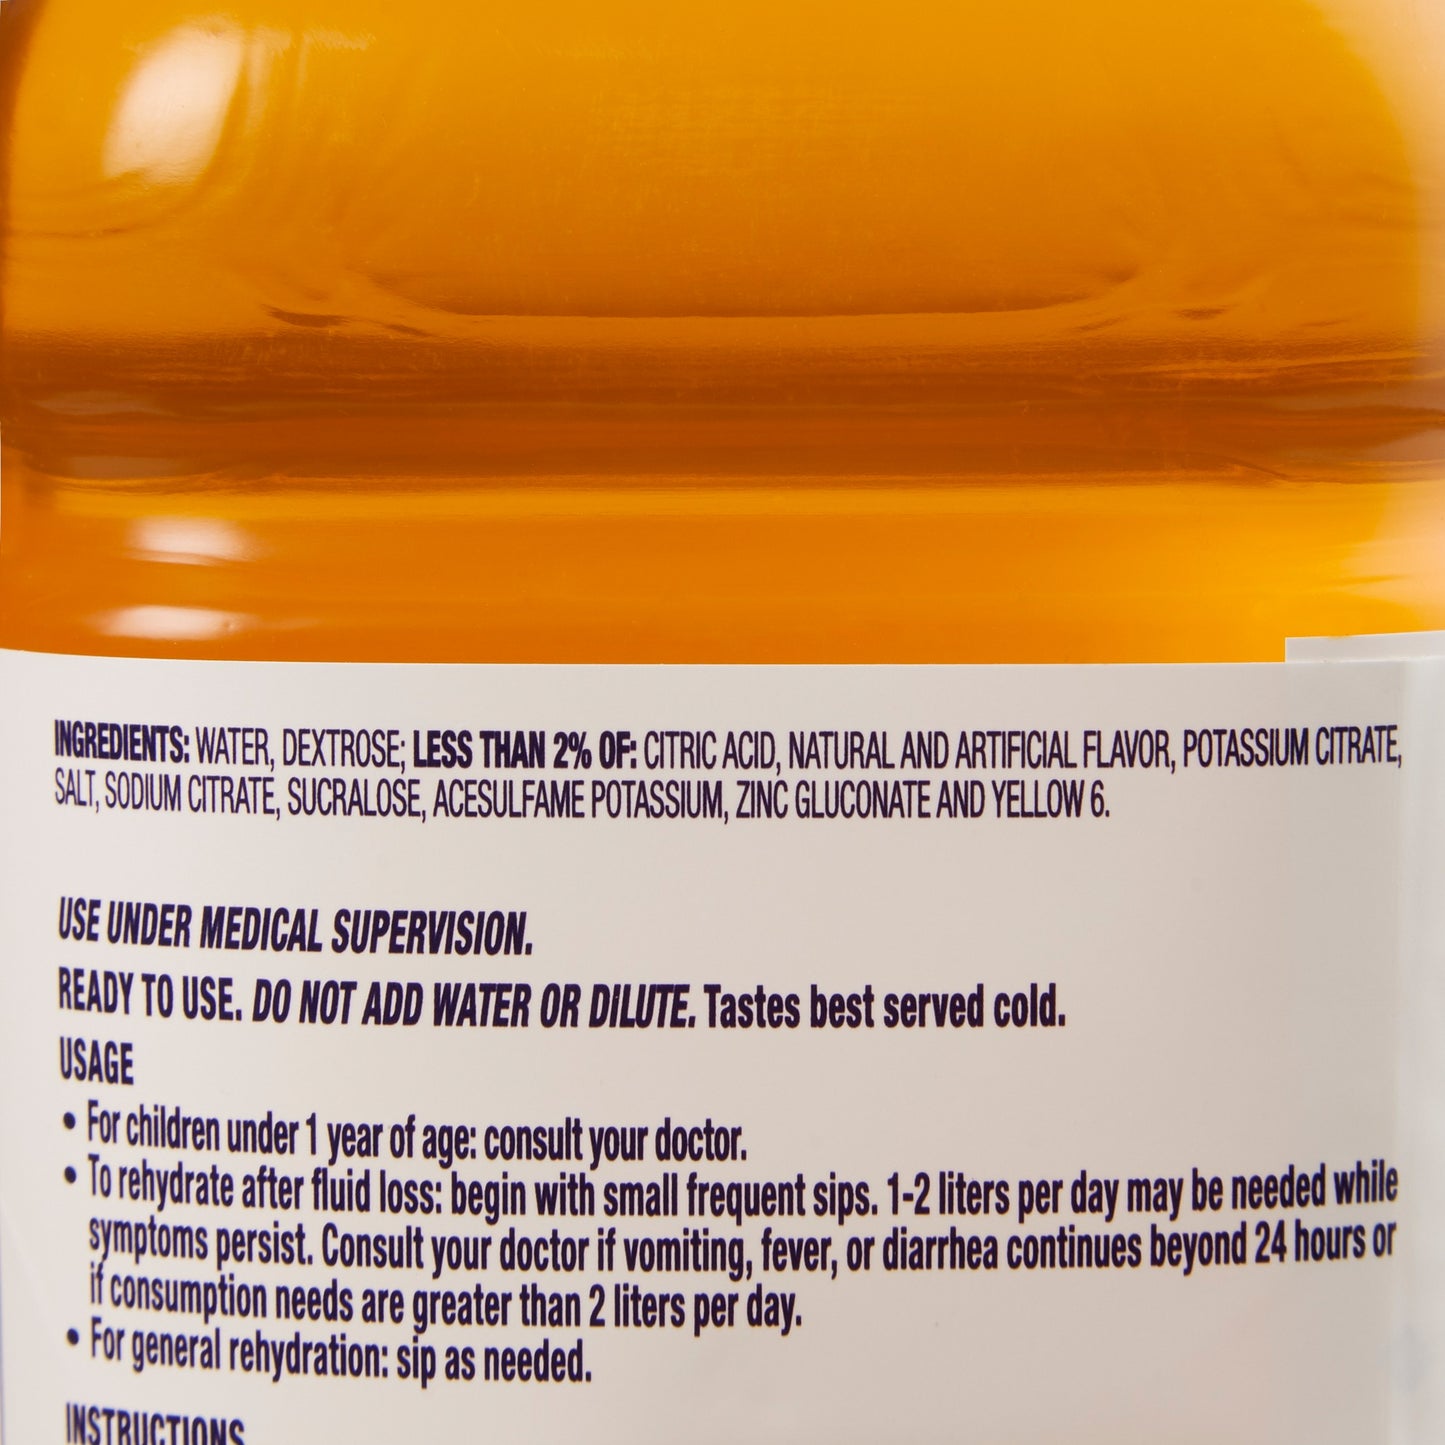 INGREDIENTS: WATER, DEXTROSE; LESS THAN 2% OF: CITRIC ACID, NATURAL AND ARTIFICIAL FLAVOR, POTASSIUM CITRATE,
SALT, SODIUM CITRATE, SUCRALOSE, ACESULFAME POTASSIUM, ZINC GLUCONATE AND YELLOW 6.
USE UNDER MEDICAL SUPERVISION.
READY TO USE. DO NOT ADD WATER OR DILUTE. Tastes best served cold.
USAGE
• For children under 1 year of age: consult your doctor.
• To rehydrate after fluid loss: begin with small frequent sips. 1-2 liters per day may be needed while
symptoms persist. Consult your doctor if vomiting, fever, or diarrhea continues beyond 24 hours or
if consumption needs are greater than 2 liters per day.
• For general rehydration: sip as needed.
INSTRUCTIONS